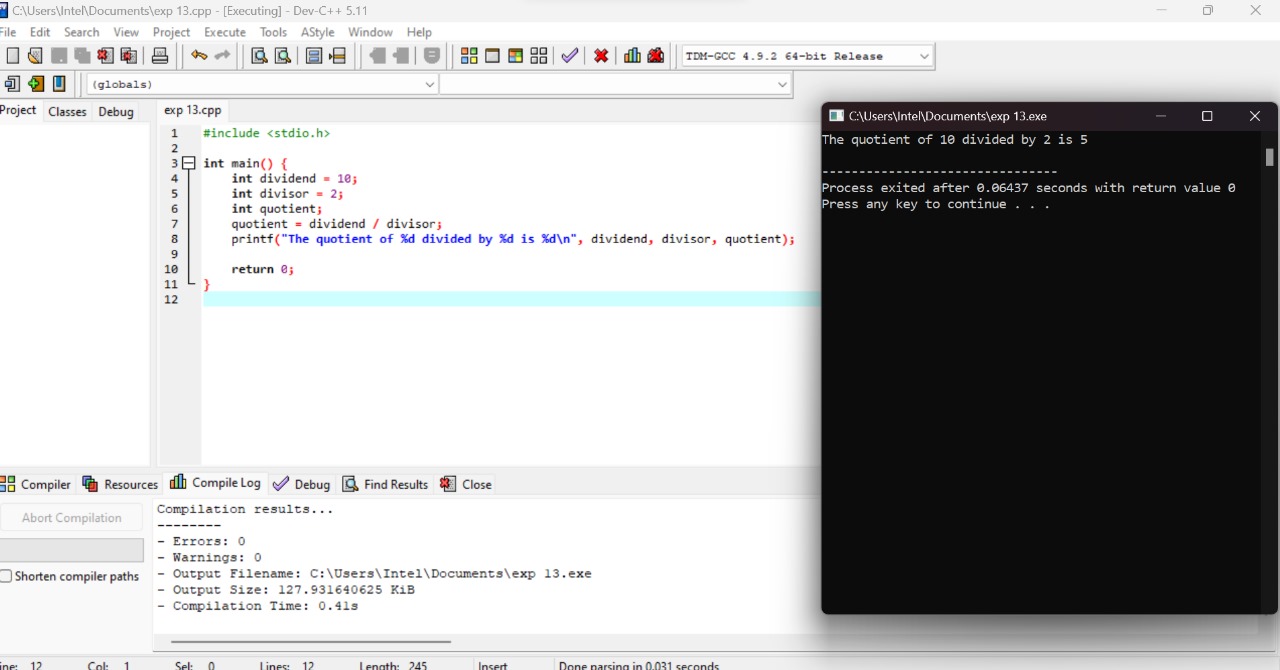 C:\Users\Intel\Documents\exp 13.cpp - [Executing] - Dev-C++ 5.11
File Edit Search View Project Execute Tools AStyle Window Help
TDM-GCC 4.9.2 64-bit Release
(globals)
Project Classes Debug
exp 13.cpp
1 #include <stdio.h>
2
3 int main() {
4 int dividend = 10;
5 int divisor = 2;
6 int quotient;
7 quotient = dividend / divisor;
8 printf("The quotient of %d divided by %d is %d\n", dividend, divisor, quotient);
9
10 return 0;
11 }
12
C:\Users\Intel\Documents\exp 13.exe
The quotient of 10 divided by 2 is 5
--------------------------------
Process exited after 0.06437 seconds with return value 0
Press any key to continue . . .
Compiler Resources Compile Log Debug Find Results Close
Abort Compilation
Shorten compiler paths
Compilation results...
--------
- Errors: 0
- Warnings: 0
- Output Filename: C:\Users\Intel\Documents\exp 13.exe
- Output Size: 127.931640625 KiB
- Compilation Time: 0.41s
ine: 12 Col: 1 Sel: 0 Lines: 12 Length: 245 Insert Done parsing in 0.031 seconds